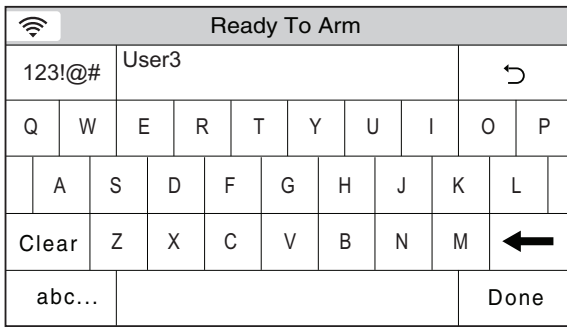 Ready To Arm
123!@# User3
Q W E R T Y U I O P
A S D F G H J K L
Clear Z X C V B N M
abc... Done